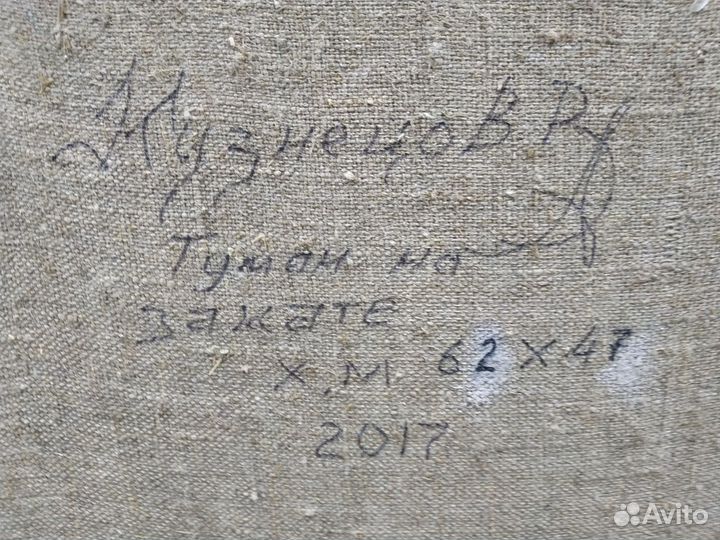 Кузнецов. Р
Туман на
закате
х.м. 62х47
2017
Avito